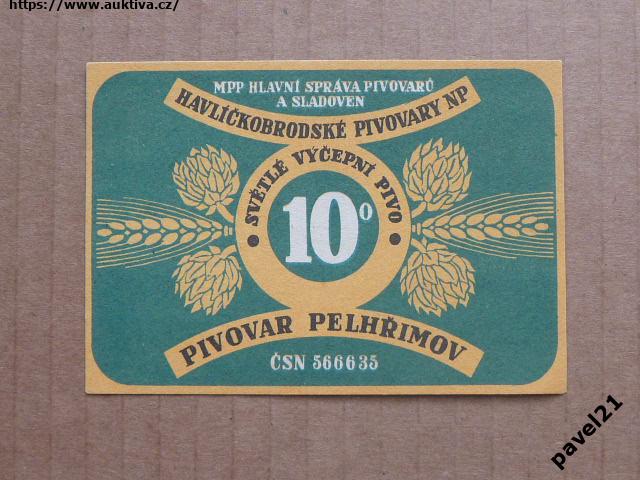 https://www.auktiva.cz/
MPP HLAVNÍ SPRÁVA PIVOVARŮ
A SLADOVEN
HAVLÍČKOBRODSKÉ PIVOVARY NP
• SVĚTLÉ VÝČEPNÍ PIVO •
10°
PIVOVAR PELHŘIMOV
ČSN 566635
pavel21